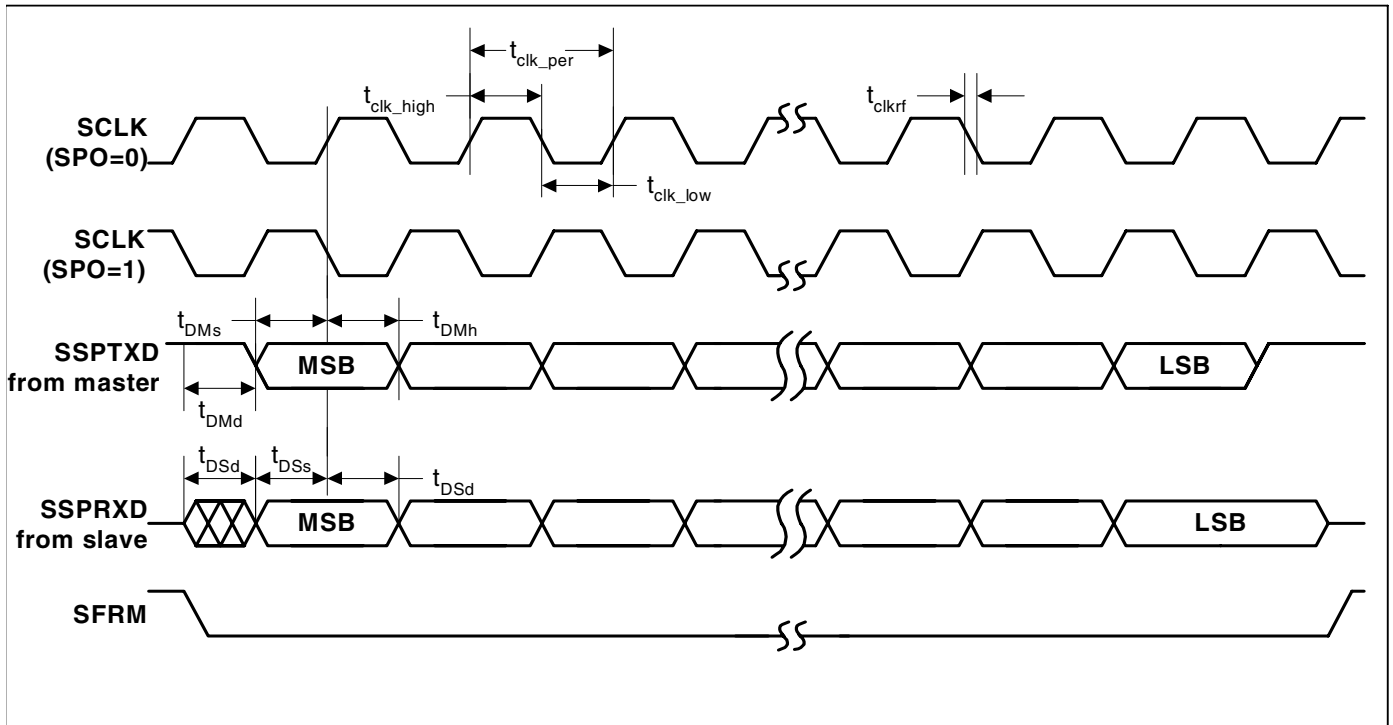 t_clk_per
t_clk_high
t_clkrf
SCLK
(SPO=0)
t_clk_low
SCLK
(SPO=1)
t_DMs
t_DMh
SSPTXD
from master
MSB
LSB
t_DMd
t_DSd
t_DSs
t_DSd
SSPRXD
from slave
MSB
LSB
SFRM